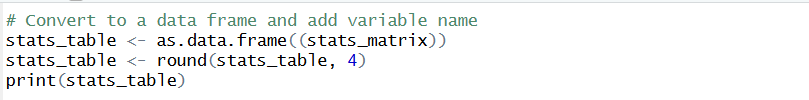 # Convert to a data frame and add variable name
stats_table <- as.data.frame((stats_matrix))
stats_table <- round(stats_table, 4)
print(stats_table)